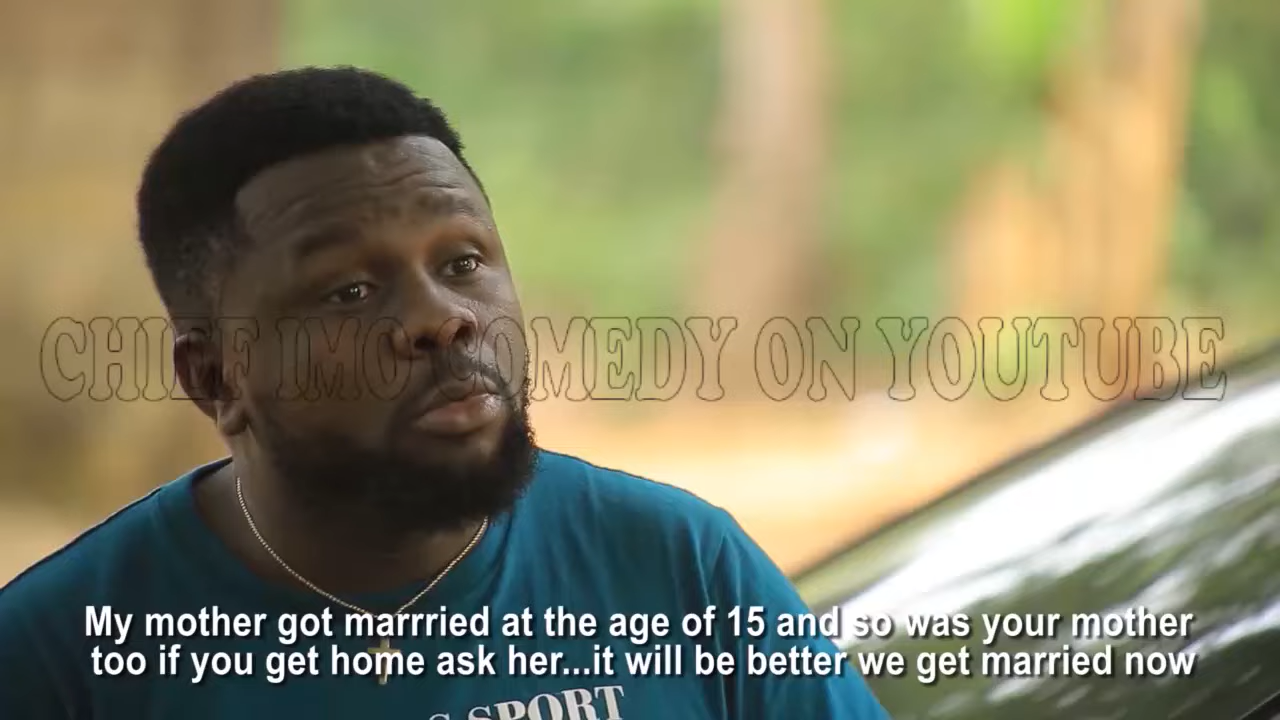 CHIEF IMO COMEDY ON YOUTUBE
My mother got marrried at the age of 15 and so was your mother
too if you get home ask her...it will be better we get married now
SPORT